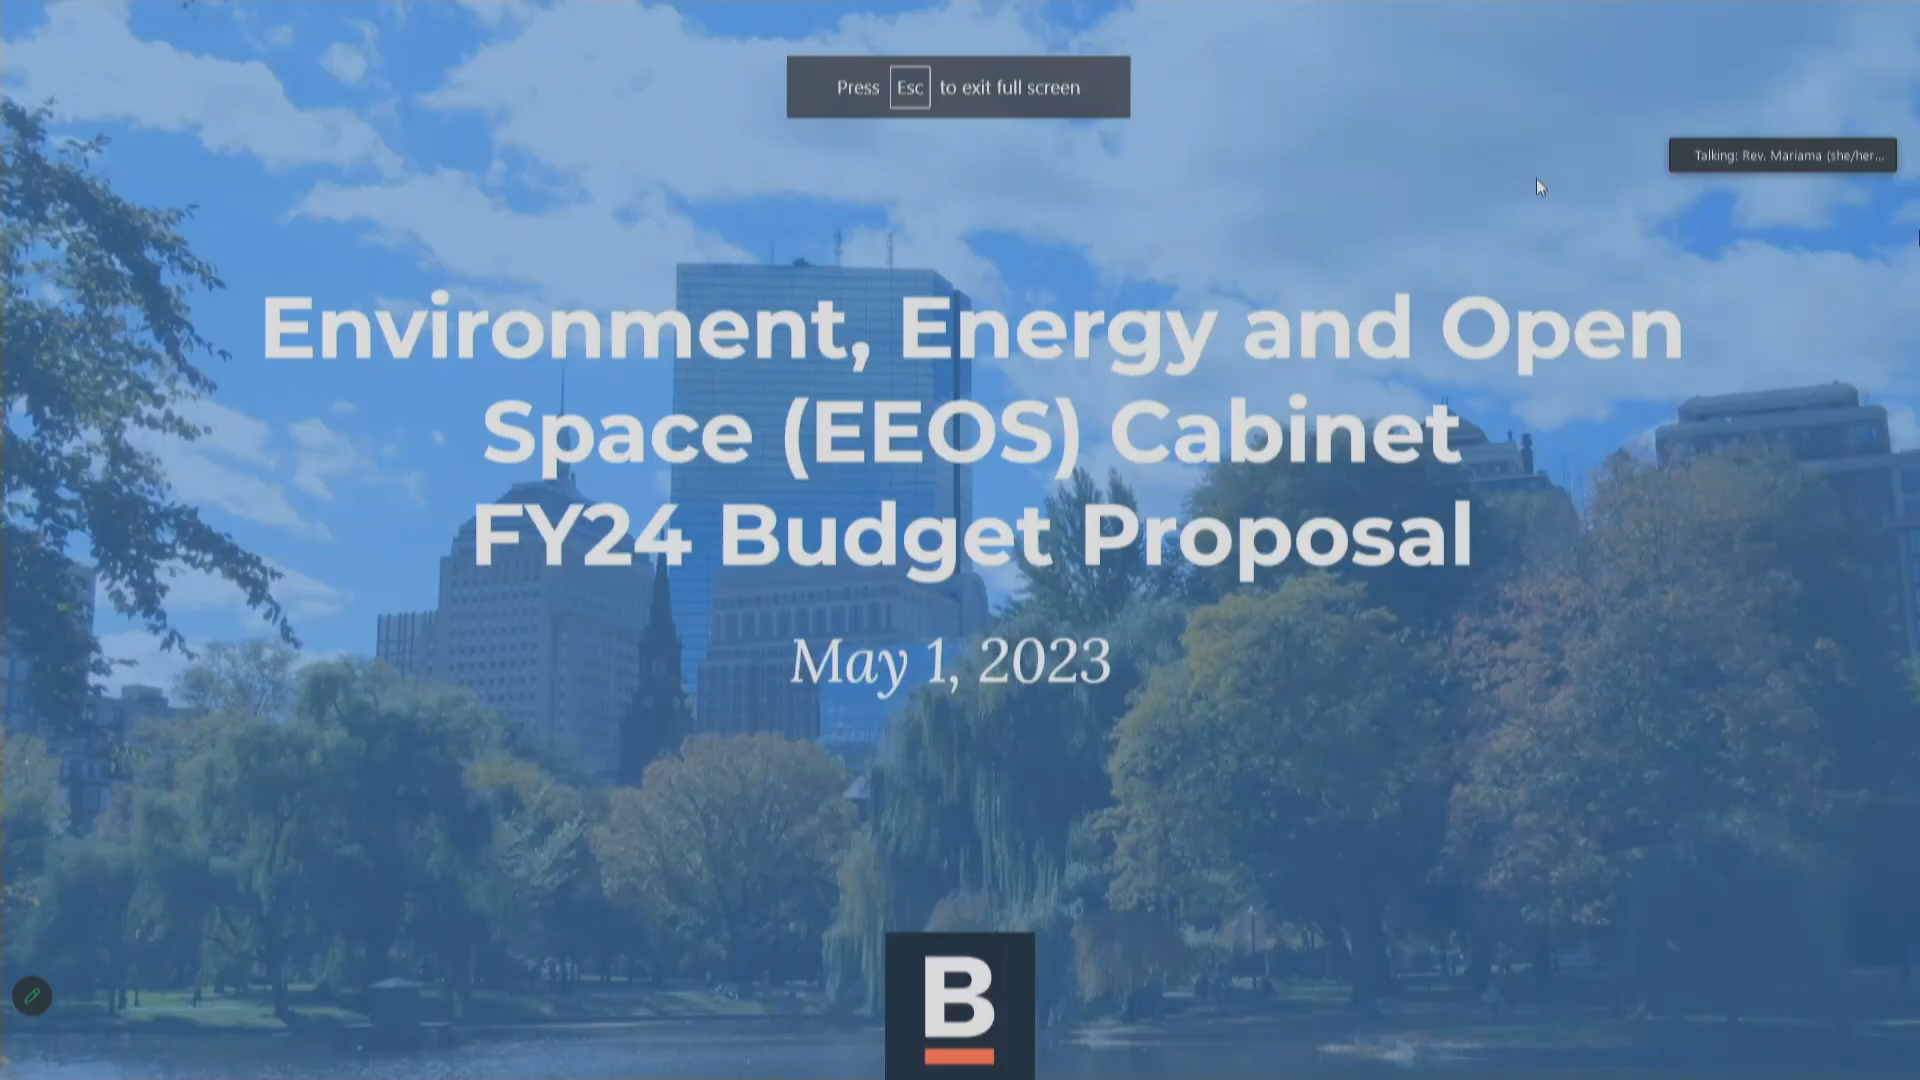 Press Esc to exit full screen
Talking: Rev. Mariama (she/her...
Environment, Energy and Open
Space (EEOS) Cabinet
FY24 Budget Proposal
May 1, 2023
B